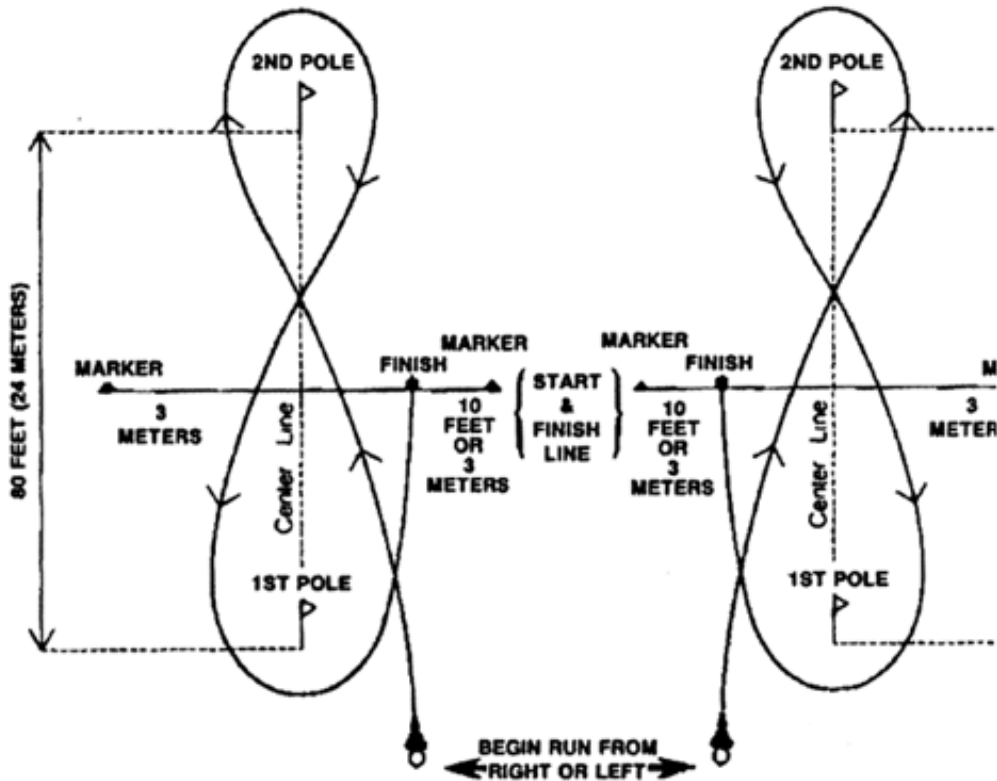 2ND POLE
2ND POLE
80 FEET (24 METERS)
MARKER
FINISH
MARKER
3
METERS
10
FEET
OR
3
METERS
START
&
FINISH
LINE
MARKER
FINISH
M
10
FEET
OR
3
METERS
3
METER
Center Line
Center Line
1ST POLE
1ST POLE
BEGIN RUN FROM
RIGHT OR LEFT